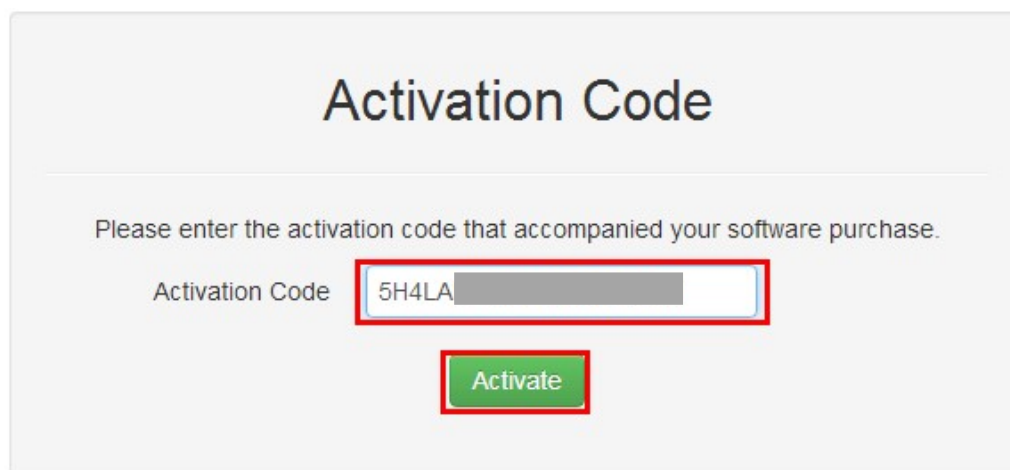 Activation Code
Please enter the activation code that accompanied your software purchase.
Activation Code 5H4LA
Activate